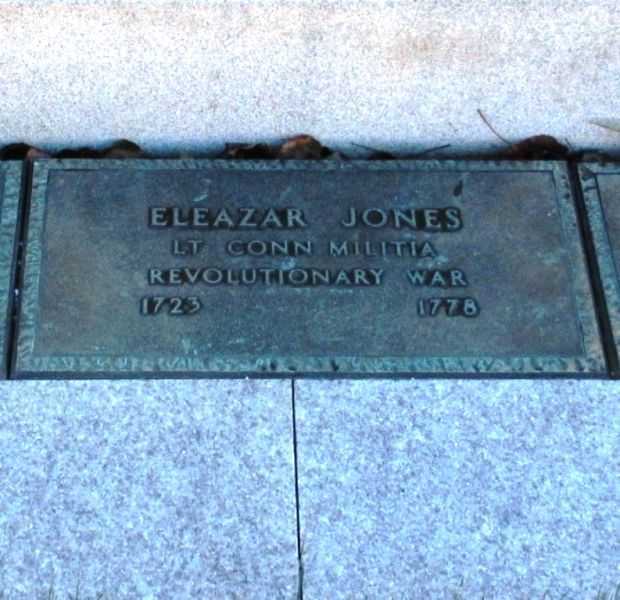 ELEAZAR JONES
LT CONN MILITIA
REVOLUTIONARY WAR
1723 1778